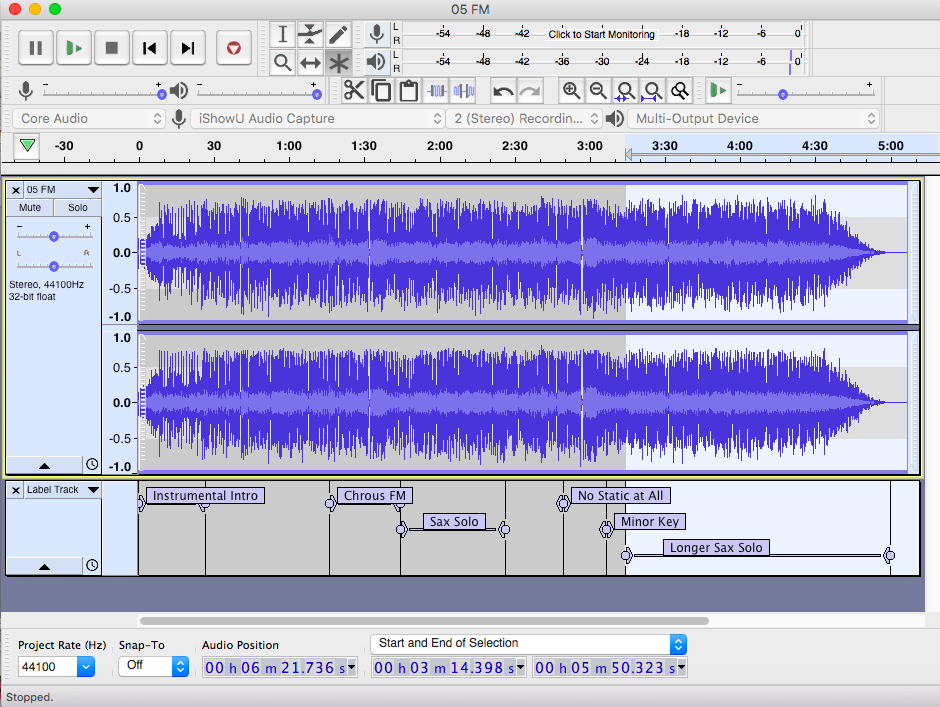 05 FM
L
R
-54 -48 -42 Click to Start Monitoring -18 -12 -6 0
L
R
-54 -48 -42 -36 -30 -24 -18 -12 -6 0
- + - +
- +
Core Audio iShowU Audio Capture 2 (Stereo) Recordin... Multi-Output Device
-30 0 30 1:00 1:30 2:00 2:30 3:00 3:30 4:00 4:30 5:00
05 FM
Mute Solo
- +
L R
Stereo, 44100Hz
32-bit float
1.0
0.5-
0.0-
-0.5-
-1.0
1.0
0.5-
0.0-
-0.5-
-1.0
Label Track
Instrumental Intro Chrous FM No Static at All
Sax Solo Minor Key
Longer Sax Solo
Project Rate (Hz) Snap-To Audio Position Start and End of Selection
44100 Off 00 h 06 m 21.736 s 00 h 03 m 14.398 s 00 h 05 m 50.323 s
Stopped.